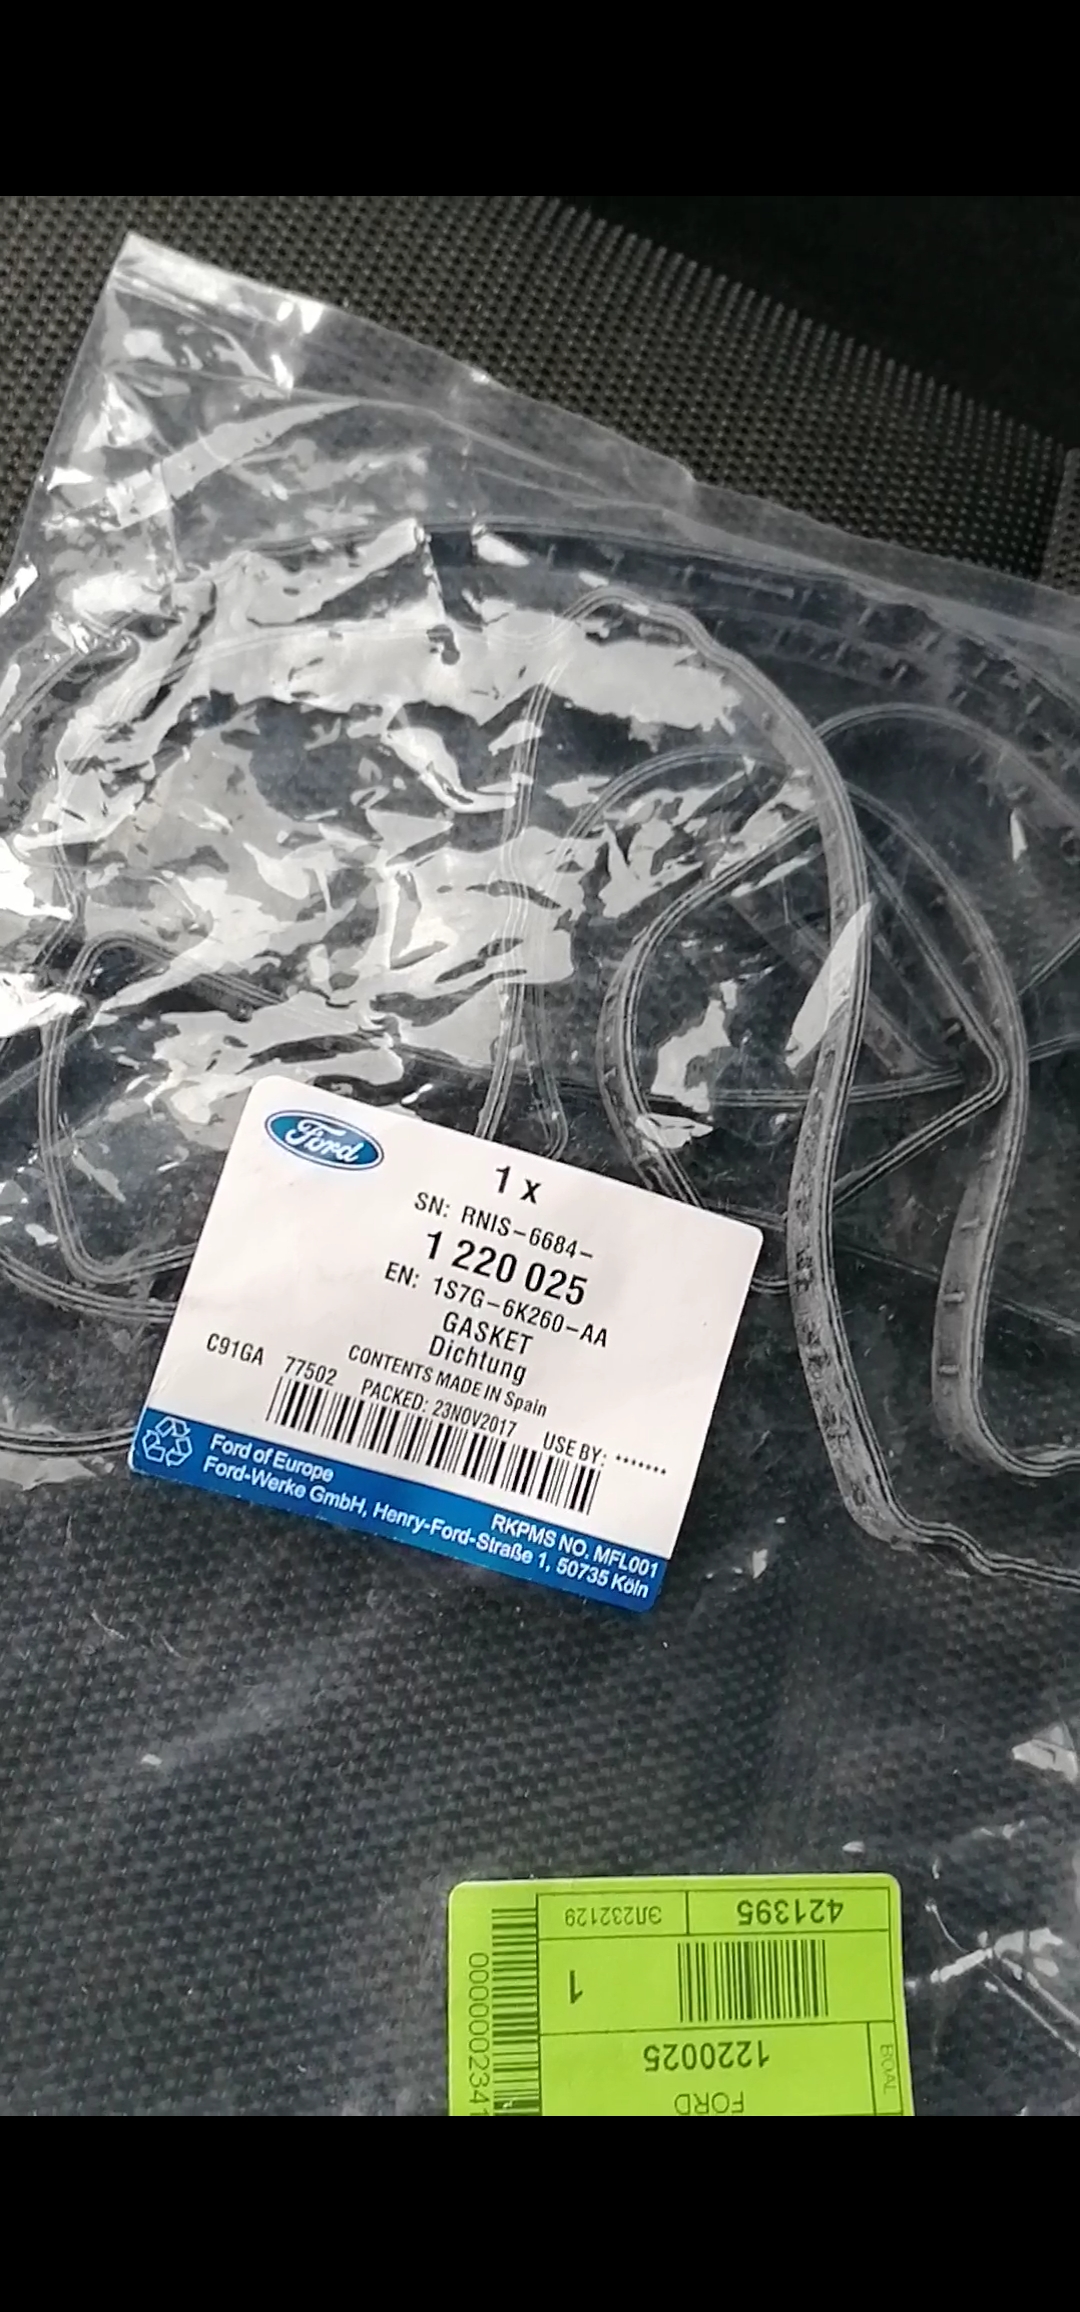 Ford
1 x
SN: RNIS-6684-
1 220 025
EN: 1S7G-6K260-AA
GASKET
Dichtung
CONTENTS MADE IN Spain
C91GA 77502 PACKED: 23NOV2017 USE BY: *******
Ford of Europe
RKPMS NO. MFL001
Ford-Werke GmbH, Henry-Ford-Straße 1, 50735 Köln
FORD
1220025
1
421395
ЭЛ232129
0000002341